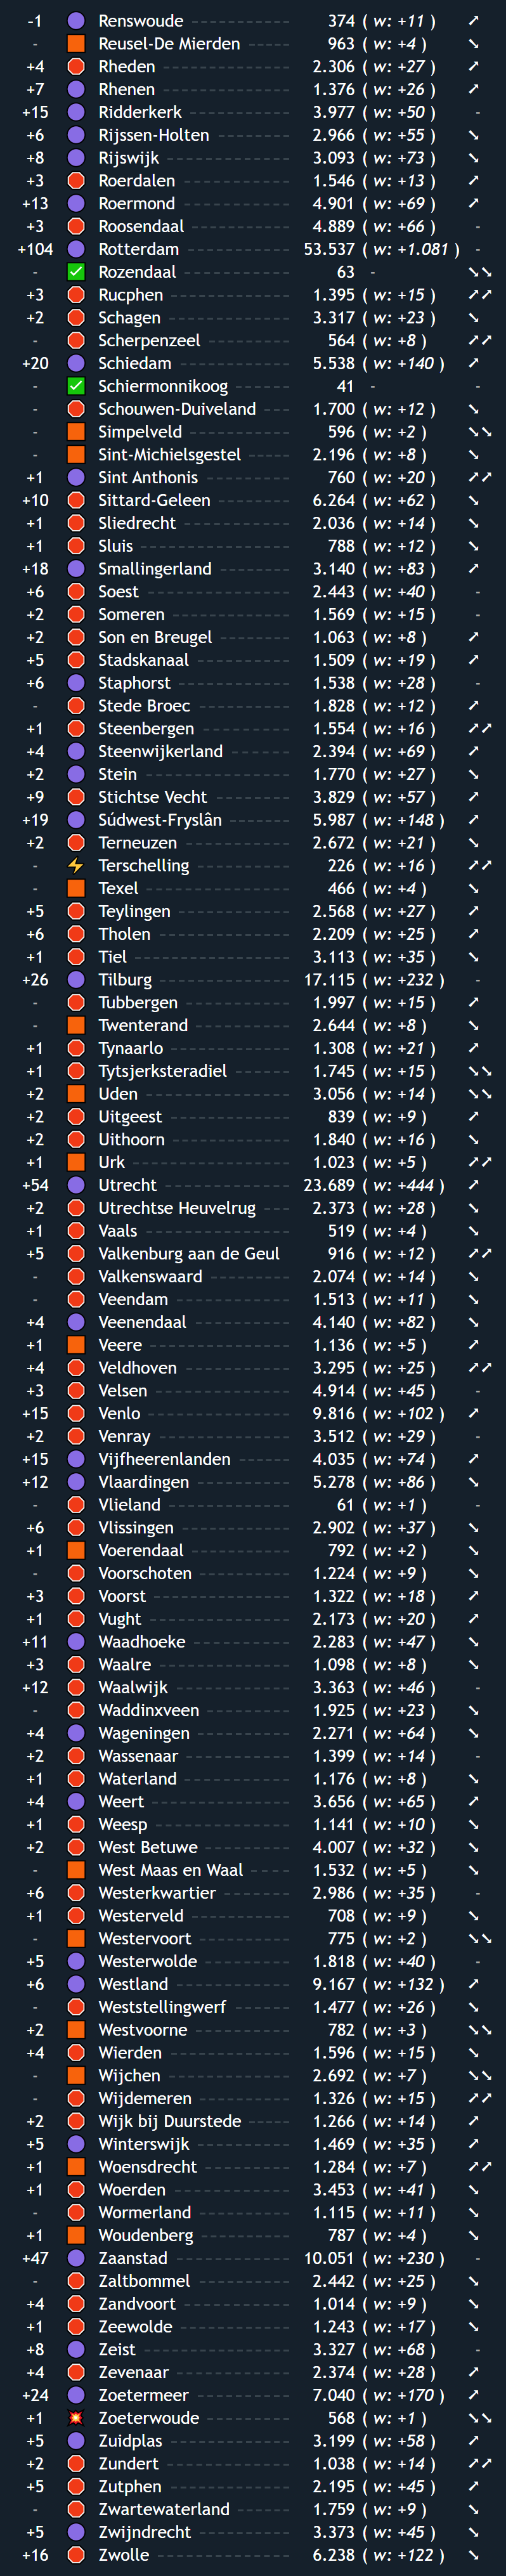 -1 Renswoude 374 ( w: +11 ) ↗
- Reusel-De Mierden 963 ( w: +4 ) ↘
+4 Rheden 2.306 ( w: +27 ) ↗
+7 Rhenen 1.376 ( w: +26 ) ↗
+15 Ridderkerk 3.977 ( w: +50 ) -
+6 Rijssen-Holten 2.966 ( w: +55 ) ↘
+8 Rijswijk 3.093 ( w: +73 ) ↘
+3 Roerdalen 1.546 ( w: +13 ) ↗
+13 Roermond 4.901 ( w: +69 ) ↗
+3 Roosendaal 4.889 ( w: +66 ) -
+104 Rotterdam 53.537 ( w: +1.081 ) -
- Rozendaal 63 - ↘↘
+3 Rucphen 1.395 ( w: +15 ) ↗↗
+2 Schagen 3.317 ( w: +23 ) ↘
- Scherpenzeel 564 ( w: +8 ) ↗↗
+20 Schiedam 5.538 ( w: +140 ) ↗
- Schiermonnikoog 41 - -
- Schouwen-Duiveland 1.700 ( w: +12 ) ↘
- Simpelveld 596 ( w: +2 ) ↘↘
- Sint-Michielsgestel 2.196 ( w: +8 ) ↘
+1 Sint Anthonis 760 ( w: +20 ) ↗↗
+10 Sittard-Geleen 6.264 ( w: +62 ) ↘
+1 Sliedrecht 2.036 ( w: +14 ) ↘
+1 Sluis 788 ( w: +12 ) ↘
+18 Smallingerland 3.140 ( w: +83 ) ↗
+6 Soest 2.443 ( w: +40 ) -
+2 Someren 1.569 ( w: +15 ) -
+2 Son en Breugel 1.063 ( w: +8 ) ↗
+5 Stadskanaal 1.509 ( w: +19 ) ↗
+6 Staphorst 1.538 ( w: +28 ) -
- Stede Broec 1.828 ( w: +12 ) ↗
+1 Steenbergen 1.554 ( w: +16 ) ↗↗
+4 Steenwijkerland 2.394 ( w: +69 ) ↗
+2 Stein 1.770 ( w: +27 ) ↘
+9 Stichtse Vecht 3.829 ( w: +57 ) ↗
+19 Súdwest-Fryslân 5.987 ( w: +148 ) ↗
+2 Terneuzen 2.672 ( w: +21 ) ↘
- Terschelling 226 ( w: +16 ) ↗↗
- Texel 466 ( w: +4 ) ↘
+5 Teylingen 2.568 ( w: +27 ) ↗
+6 Tholen 2.209 ( w: +25 ) ↗
+1 Tiel 3.113 ( w: +35 ) ↘
+26 Tilburg 17.115 ( w: +232 ) -
- Tubbergen 1.997 ( w: +15 ) ↗
- Twenterand 2.644 ( w: +8 ) ↘
+1 Tynaarlo 1.308 ( w: +21 ) ↗
+1 Tytsjerksteradiel 1.745 ( w: +15 ) ↘↘
+2 Uden 3.056 ( w: +14 ) ↘↘
+2 Uitgeest 839 ( w: +9 ) ↗
+2 Uithoorn 1.840 ( w: +16 ) ↘
+1 Urk 1.023 ( w: +5 ) ↗↗
+54 Utrecht 23.689 ( w: +444 ) ↗
+2 Utrechtse Heuvelrug 2.373 ( w: +28 ) ↘
+1 Vaals 519 ( w: +4 ) ↘
+5 Valkenburg aan de Geul 916 ( w: +12 ) ↗↗
- Valkenswaard 2.074 ( w: +14 ) ↘
- Veendam 1.513 ( w: +11 ) ↘
+4 Veenendaal 4.140 ( w: +82 ) ↘
+1 Veere 1.136 ( w: +5 ) ↗
+4 Veldhoven 3.295 ( w: +25 ) ↗↗
+3 Velsen 4.914 ( w: +45 ) -
+15 Venlo 9.816 ( w: +102 ) ↗
+2 Venray 3.512 ( w: +29 ) -
+15 Vijfheerenlanden 4.035 ( w: +74 ) ↗
+12 Vlaardingen 5.278 ( w: +86 ) ↘
- Vlieland 61 ( w: +1 ) -
+6 Vlissingen 2.902 ( w: +37 ) ↘
+1 Voerendaal 792 ( w: +2 ) ↘
- Voorschoten 1.224 ( w: +9 ) ↘
+3 Voorst 1.322 ( w: +18 ) ↗
+1 Vught 2.173 ( w: +20 ) ↗
+11 Waadhoeke 2.283 ( w: +47 ) ↘
+3 Waalre 1.098 ( w: +8 ) ↘
+12 Waalwijk 3.363 ( w: +46 ) -
- Waddinxveen 1.925 ( w: +23 ) ↘
+4 Wageningen 2.271 ( w: +64 ) ↘
+2 Wassenaar 1.399 ( w: +14 ) -
+1 Waterland 1.176 ( w: +8 ) ↘
+4 Weert 3.656 ( w: +65 ) ↗
+1 Weesp 1.141 ( w: +10 ) ↘
+2 West Betuwe 4.007 ( w: +32 ) ↘
- West Maas en Waal 1.532 ( w: +5 ) ↘
+6 Westerkwartier 2.986 ( w: +35 ) -
+1 Westerveld 708 ( w: +9 ) ↘
- Westervoort 775 ( w: +2 ) ↘↘
+5 Westerwolde 1.818 ( w: +40 ) -
+6 Westland 9.167 ( w: +132 ) ↗
- Weststellingwerf 1.477 ( w: +26 ) ↘
+2 Westvoorne 782 ( w: +3 ) ↘↘
+4 Wierden 1.596 ( w: +15 ) ↘
- Wijchen 2.692 ( w: +7 ) ↘↘
- Wijdemeren 1.326 ( w: +15 ) ↗↗
+2 Wijk bij Duurstede 1.266 ( w: +14 ) ↗
+5 Winterswijk 1.469 ( w: +35 ) ↗
+1 Woensdrecht 1.284 ( w: +7 ) ↗↗
+1 Woerden 3.453 ( w: +41 ) ↘
- Wormerland 1.115 ( w: +11 ) ↘
+1 Woudenberg 787 ( w: +4 ) ↘
+47 Zaanstad 10.051 ( w: +230 ) -
- Zaltbommel 2.442 ( w: +25 ) ↘
+4 Zandvoort 1.014 ( w: +9 ) ↘
+1 Zeewolde 1.243 ( w: +17 ) ↘
+8 Zeist 3.327 ( w: +68 ) -
+4 Zevenaar 2.374 ( w: +28 ) ↗
+24 Zoetermeer 7.040 ( w: +170 ) ↗
+1 Zoeterwoude 568 ( w: +1 ) ↘↘
+5 Zuidplas 3.199 ( w: +58 ) ↗
+2 Zundert 1.038 ( w: +14 ) ↗↗
+5 Zutphen 2.195 ( w: +45 ) ↗
- Zwartewaterland 1.759 ( w: +9 ) ↘
+5 Zwijndrecht 3.373 ( w: +45 ) ↘
+16 Zwolle 6.238 ( w: +122 ) ↘